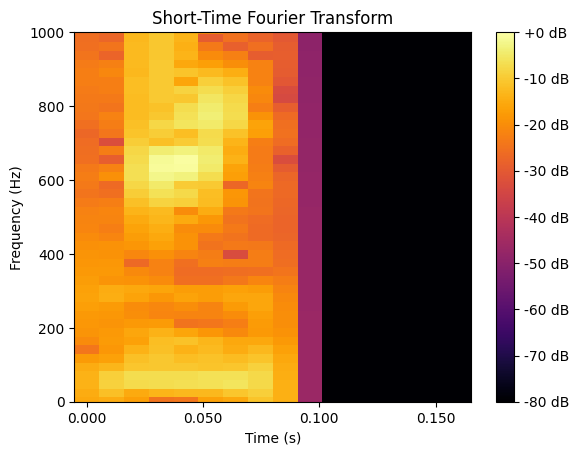 Short-Time Fourier Transform
1000
800
600
400
200
0
Frequency (Hz)
0.000
0.050
0.100
0.150
Time (s)
+0 dB
-10 dB
-20 dB
-30 dB
-40 dB
-50 dB
-60 dB
-70 dB
-80 dB